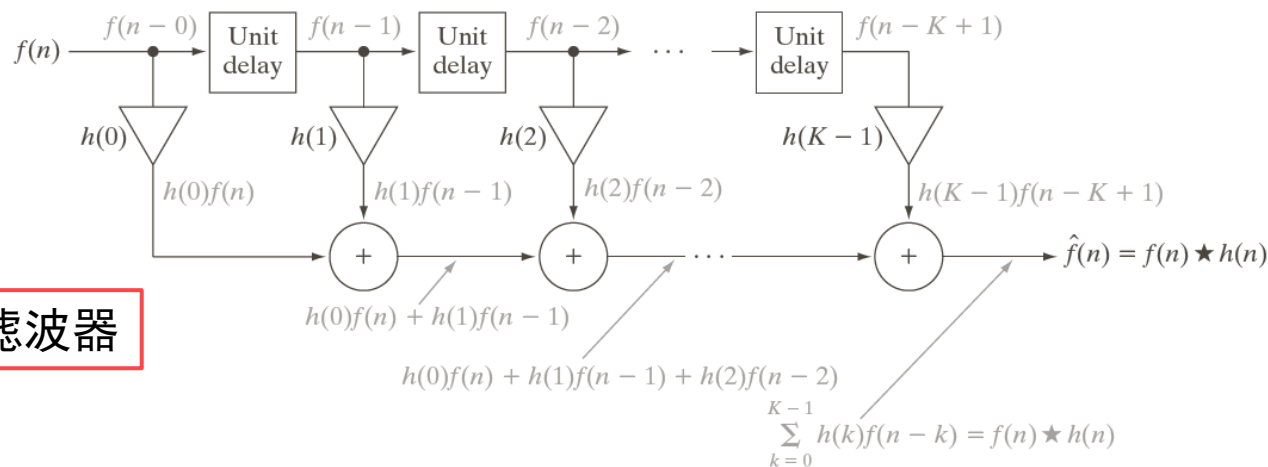 f(n) f(n − 0) Unit delay f(n − 1) Unit delay f(n − 2) · · · Unit delay f(n − K + 1)
h(0) h(1) h(2) h(K − 1)
h(0)f(n) h(1)f(n − 1) h(2)f(n − 2) h(K − 1)f(n − K + 1)
+ + · · · + f̂(n) = f(n) ★ h(n)
h(0)f(n) + h(1)f(n − 1)
滤波器
h(0)f(n) + h(1)f(n − 1) + h(2)f(n − 2)
K − 1
∑ h(k)f(n − k) = f(n) ★ h(n)
k = 0